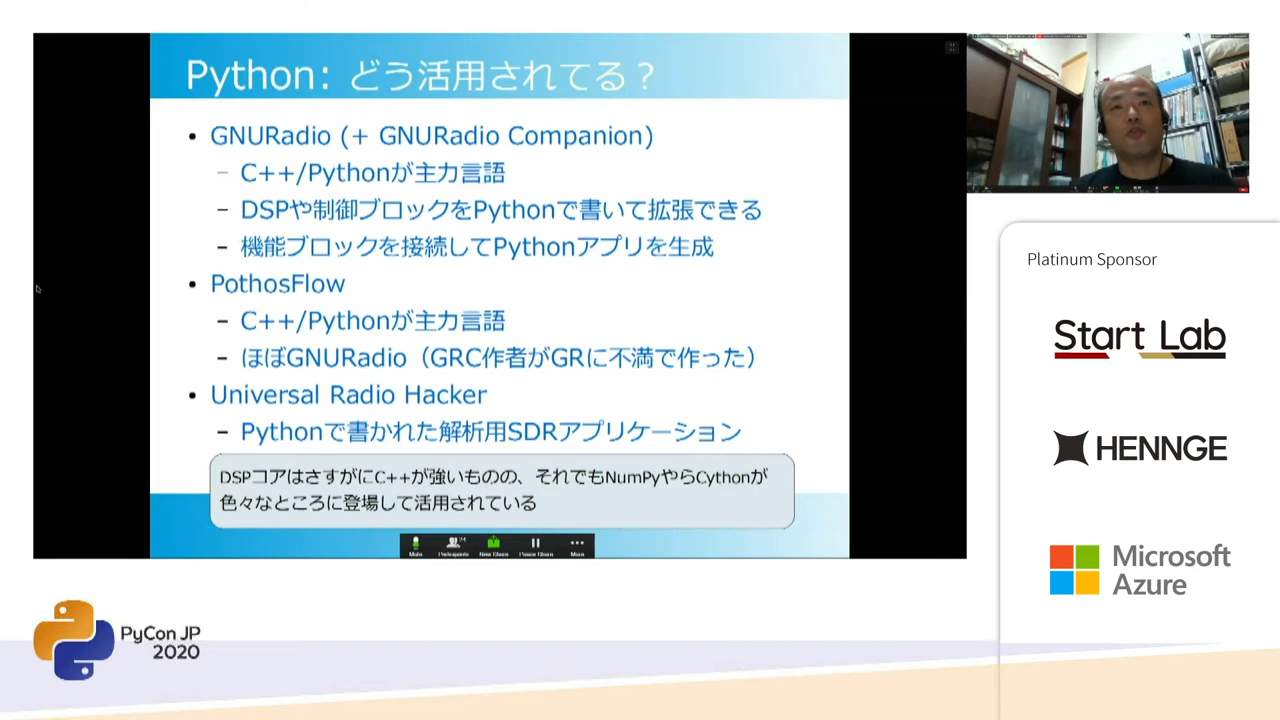 Python: どう活用されてる？
• GNURadio (+ GNURadio Companion)
– C++/Pythonが主力言語
– DSPや制御ブロックをPythonで書いて拡張できる
– 機能ブロックを接続してPythonアプリを生成
• PothosFlow
– C++/Pythonが主力言語
– ほぼGNURadio（GRC作者がGRに不満で作った）
• Universal Radio Hacker
– Pythonで書かれた解析用SDRアプリケーション
DSPコアはさすがにC++が強いものの、それでもNumPyやらCythonが
色々なところに登場して活用されている
Mute Participants New Share Pause Share More
Platinum Sponsor
Start Lab
HENNGE
Microsoft
Azure
PyCon JP
2020